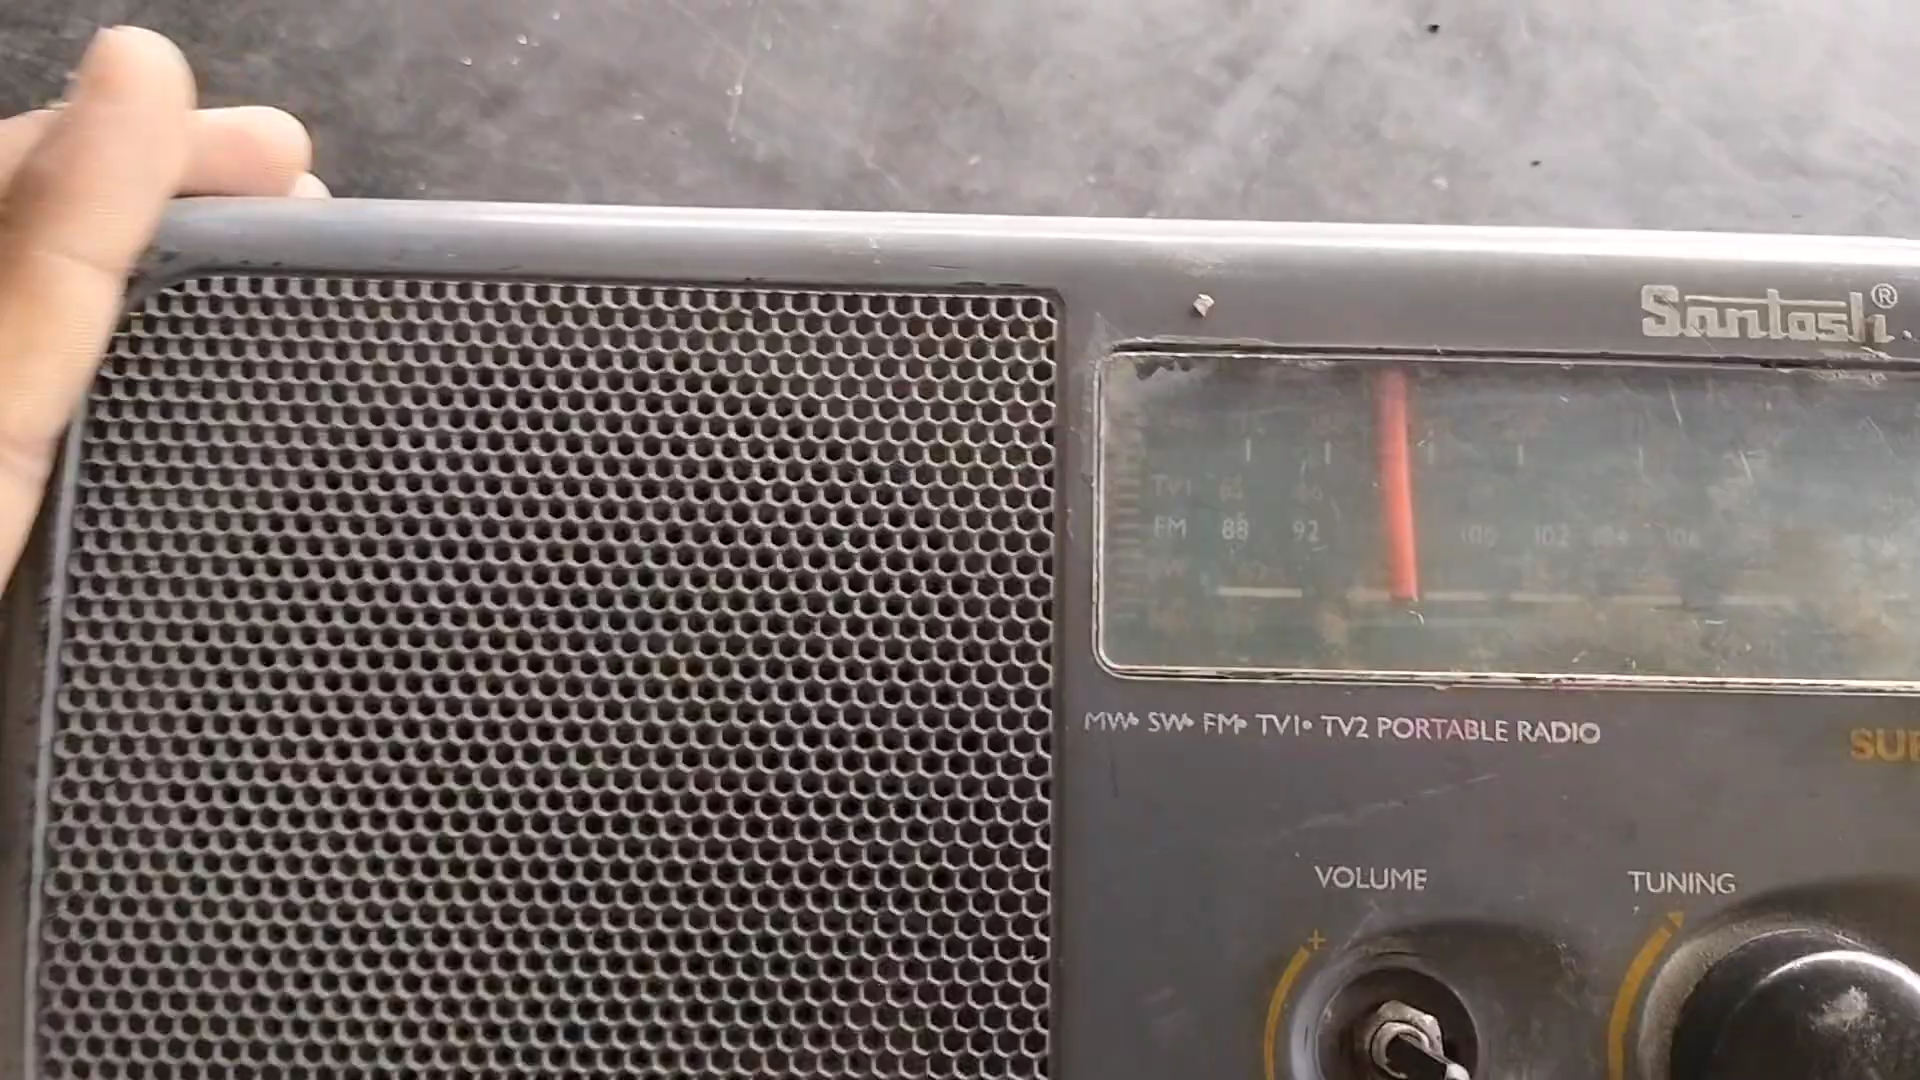 Santosh®
TV1
FM 88 92 102
MW• SW• FM• TV1• TV2 PORTABLE RADIO
VOLUME
TUNING
+